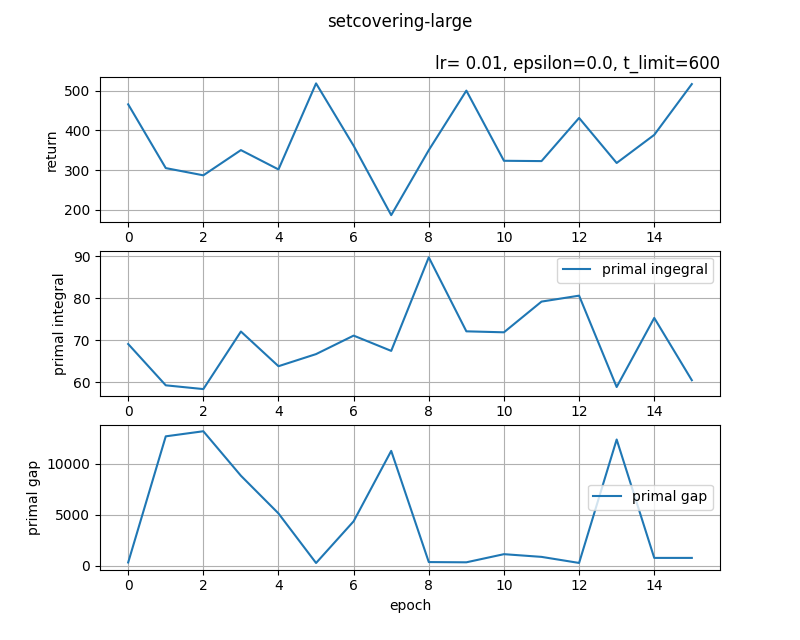 setcovering-large
lr= 0.01, epsilon=0.0, t_limit=600
500
400
300
200
return
0 2 4 6 8 10 12 14
90
80
70
60
primal integral
primal ingegral
0 2 4 6 8 10 12 14
10000
5000
0
primal gap
primal gap
0 2 4 6 8 10 12 14
epoch